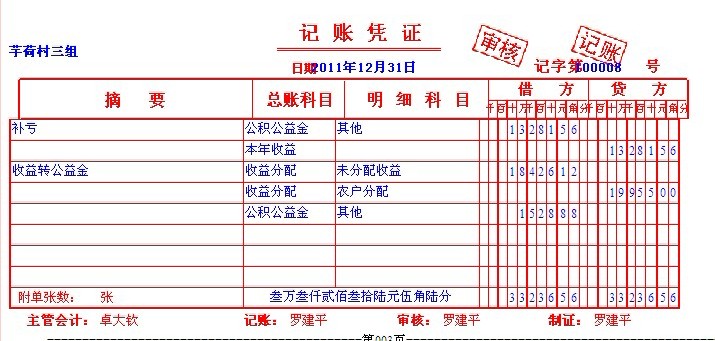 记 账 凭 证
审核
记账
芋荷村三组
日期2011年12月31日
记字第T00008 号
摘 要 总账科目 明 细 科 目 借 方 贷 方
千百十万千百十元角分 千百十万千百十元角分
补亏 公积公益金 其他 1328156
本年收益 1328156
收益转公益金 收益分配 未分配收益 1842612
收益分配 农户分配 1995500
公积公益金 其他 152888
附单张数: 张 叁万叁仟贰佰叁拾陆元伍角陆分 3323656 3323656
主管会计: 卓大钦 记账: 罗建平 审核: 罗建平 制证: 罗建平
第003页